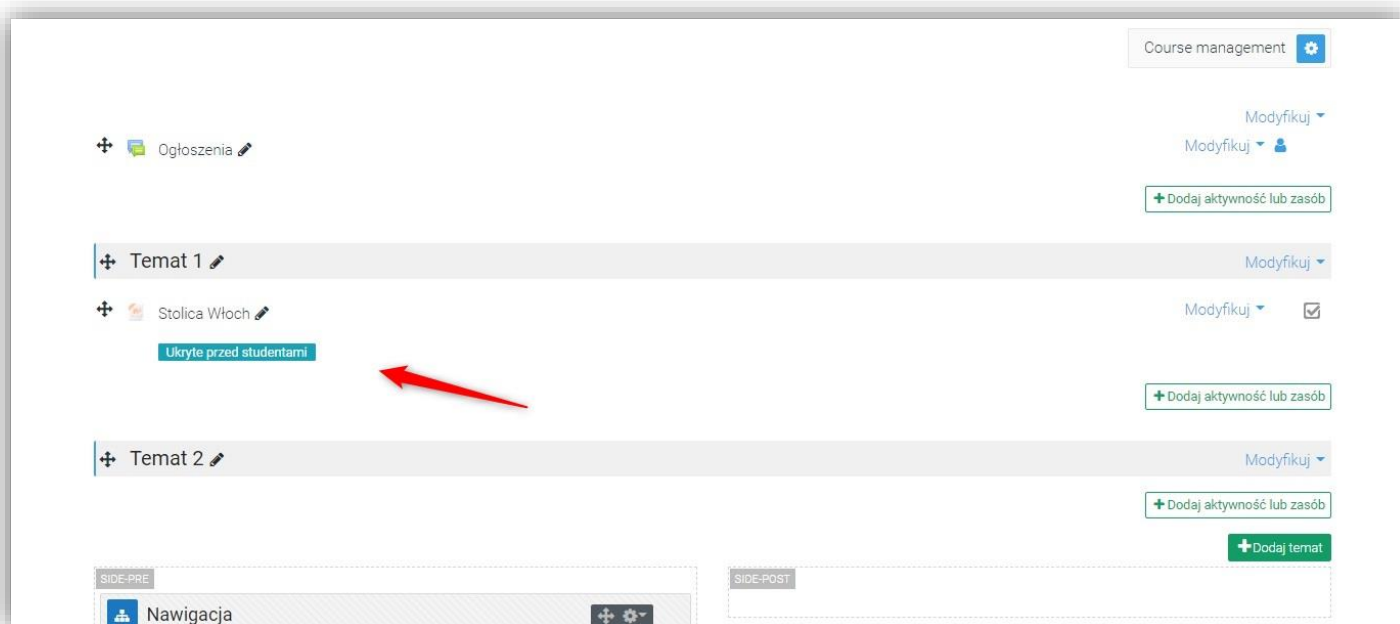 Course management
Modyfikuj
Ogłoszenia
Modyfikuj
Dodaj aktywność lub zasób
Temat 1
Modyfikuj
Stolica Włoch
Modyfikuj
Ukryte przed studentami
Dodaj aktywność lub zasób
Temat 2
Modyfikuj
Dodaj aktywność lub zasób
Dodaj temat
SIDE-PRE
SIDE-POST
Nawigacja